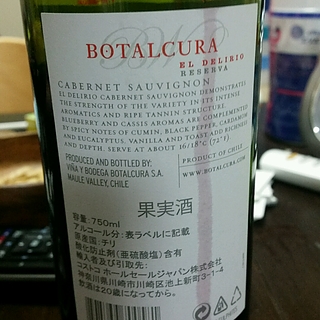 BOTALCURA
EL DELIRIO
RESERVA
CABERNET SAUVIGNON
EL DELIRIO CABERNET SAUVIGNON DEMONSTRATES
THE STRENGTH OF THE VARIETY IN ITS INTENSE
AROMATICS AND RIPE TANNIN STRUCTURE.
BLUEBERRY AND CASSIS AROMAS ARE COMPLEMENTED
BY SPICY NOTES OF CUMIN, BLACK PEPPER, CARDAMOM
AND EUCALYPTUS. VANILLA AND TOAST ADD RICHNESS
AND DEPTH. SERVE AT ABOUT 16/18°C (72°F)
PRODUCED AND BOTTLED BY:
VIÑA Y BODEGA BOTALCURA S.A.
MAULE VALLEY, CHILE
PRODUCT OF CHILE
WWW.BOTALCURA.COM
果実酒
容量:750ml
アルコール分:表ラベルに記載
原産国:チリ
酸化防止剤(亜硫酸塩)含有
輸入者及び引取先:
コストコ ホールセールジャパン株式会社
神奈川県川崎市川崎区池上新町3-1-4
飲酒は20歳になってから。